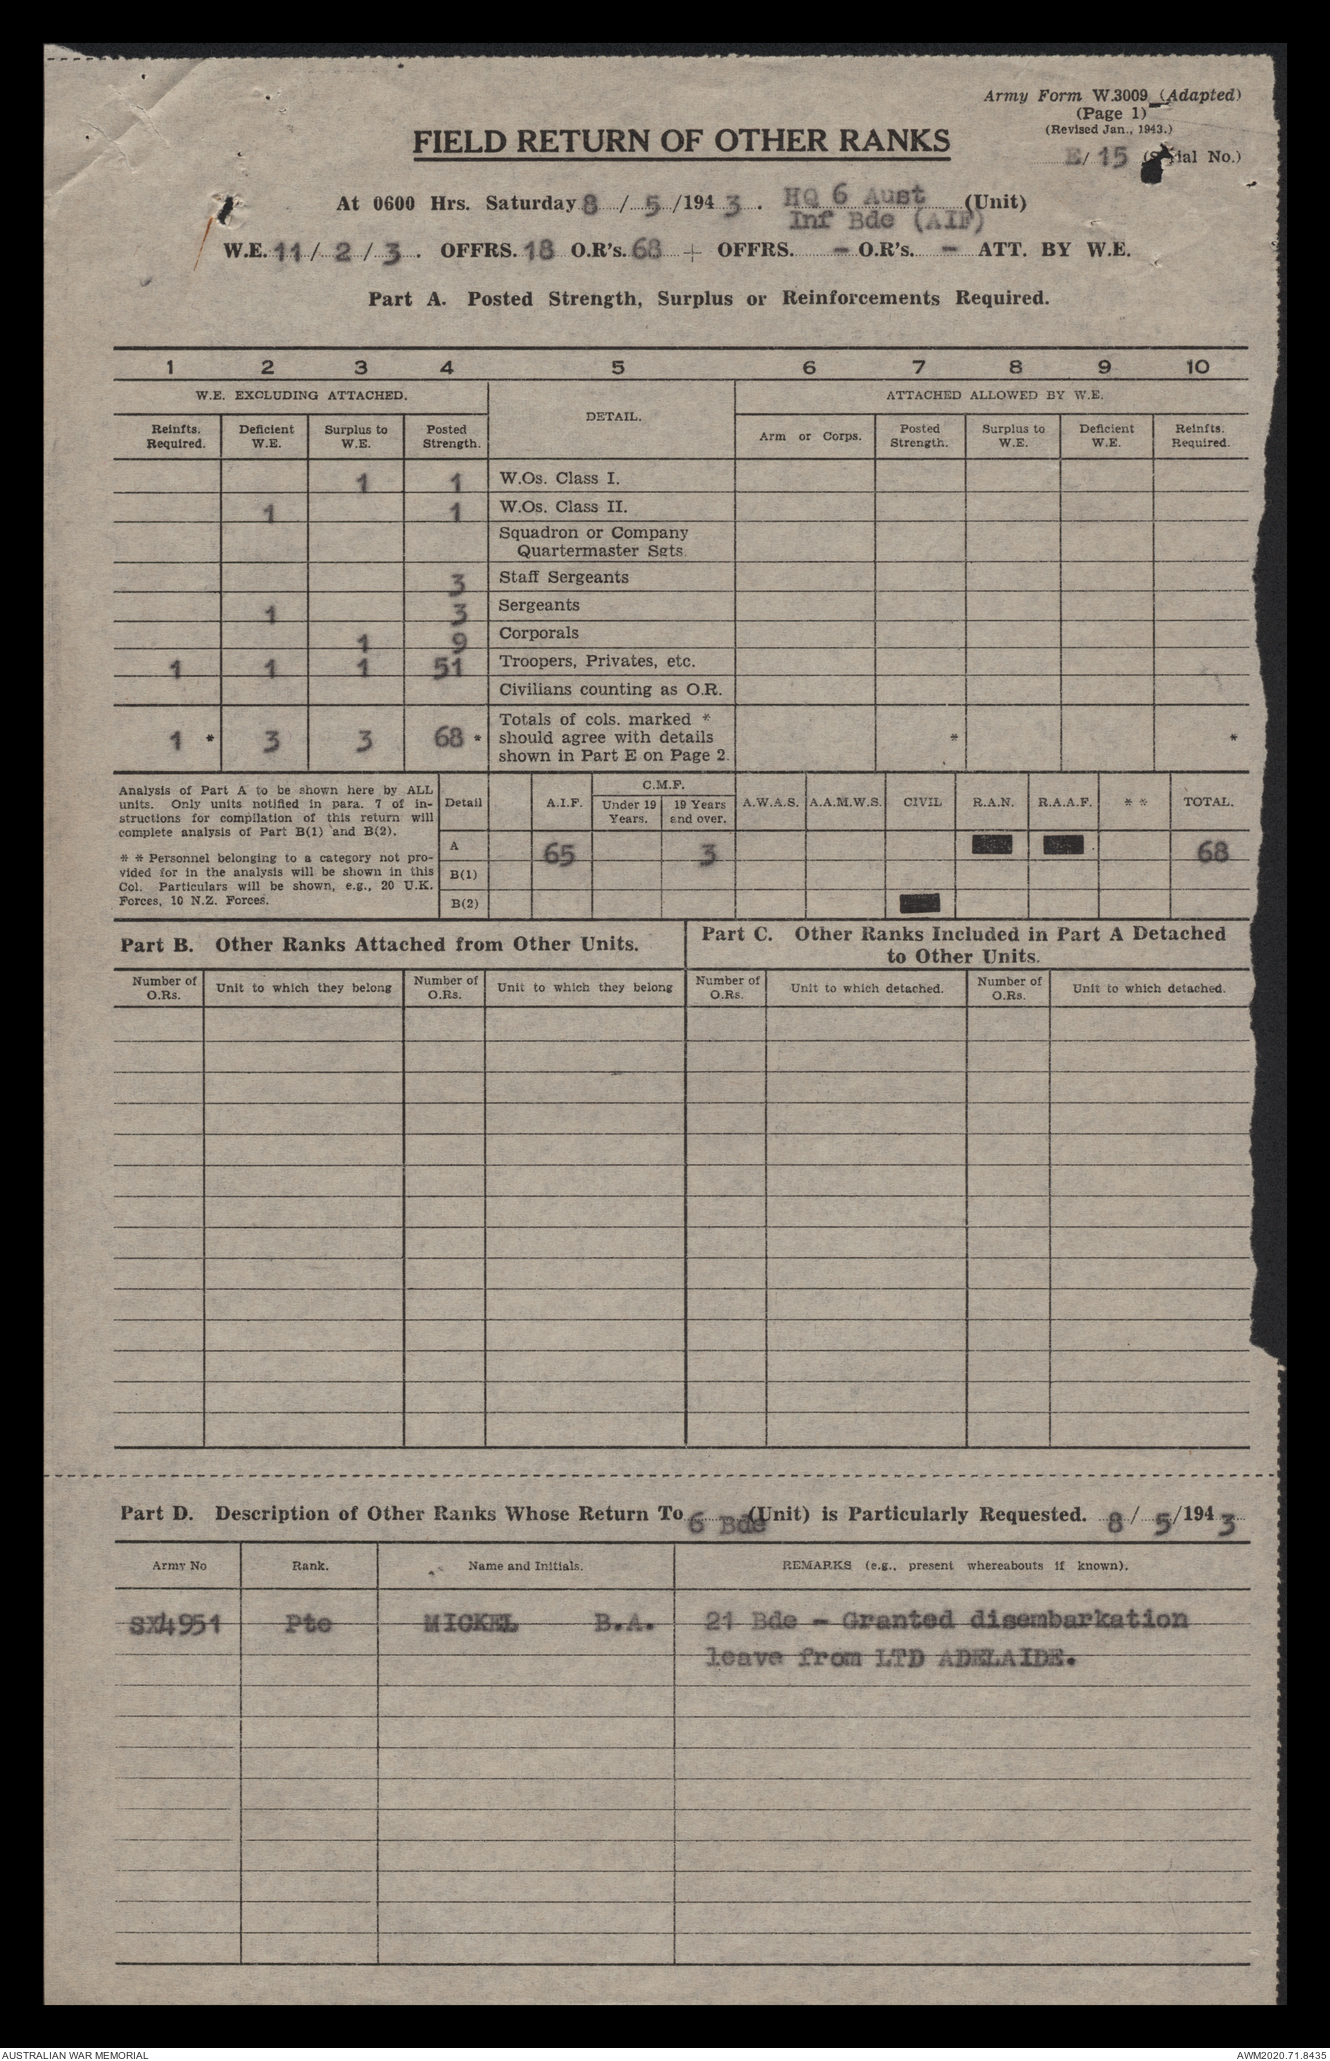 Army Form W.3009 (Adapted)
(Page 1)
(Revised Jan., 1943.)
E/ 15 (Serial No.)
FIELD RETURN OF OTHER RANKS
At 0600 Hrs. Saturday 8 / 5 /194 3 . HQ 6 Aust (Unit)
Inf Bde (AIF)
W.E. 11 / 2 / 3 . OFFRS. 18 O.R's. 68 + OFFRS. - O.R's. - ATT. BY W.E.
Part A. Posted Strength, Surplus or Reinforcements Required.
1 2 3 4 5 6 7 8 9 10
W.E. EXCLUDING ATTACHED. DETAIL. ATTACHED ALLOWED BY W.E.
Reinfts. Required. Deficient W.E. Surplus to W.E. Posted Strength. Arm or Corps. Posted Strength. Surplus to W.E. Deficient W.E. Reinfts. Required.
1 1 W.Os. Class I.
1 1 W.Os. Class II.
Squadron or Company
Quartermaster Sgts.
3 Staff Sergeants
1 3 Sergeants
1 9 Corporals
1 1 1 51 Troopers, Privates, etc.
Civilians counting as O.R.
Totals of cols. marked *
1 * 3 3 68 * should agree with details * *
shown in Part E on Page 2.
Analysis of Part A to be shown here by ALL
units. Only units notified in para. 7 of in-
structions for compilation of this return will
complete analysis of Part B(1) and B(2).
* * Personnel belonging to a category not pro-
vided for in the analysis will be shown in this
Col. Particulars will be shown, e.g., 20 U.K.
Forces, 10 N.Z. Forces.
Detail A.I.F. C.M.F. Under 19 Years. 19 Years and over. A.W.A.S. A.A.M.W.S. CIVIL R.A.N. R.A.A.F. * * TOTAL.
A 65 3 68
B(1)
B(2)
Part B. Other Ranks Attached from Other Units.
Part C. Other Ranks Included in Part A Detached
to Other Units.
Number of O.Rs. Unit to which they belong Number of O.Rs. Unit to which they belong Number of O.Rs. Unit to which detached. Number of O.Rs. Unit to which detached.
Part D. Description of Other Ranks Whose Return To 6 Bde (Unit) is Particularly Requested. 8 / 5 /194 3
Army No Rank. Name and Initials. REMARKS (e.g., present whereabouts if known).
SX4951 Pte MICKEL B.A. 21 Bde - Granted disembarkation
leave from LTD ADELAIDE.
AUSTRALIAN WAR MEMORIAL AWM2020.71.8435